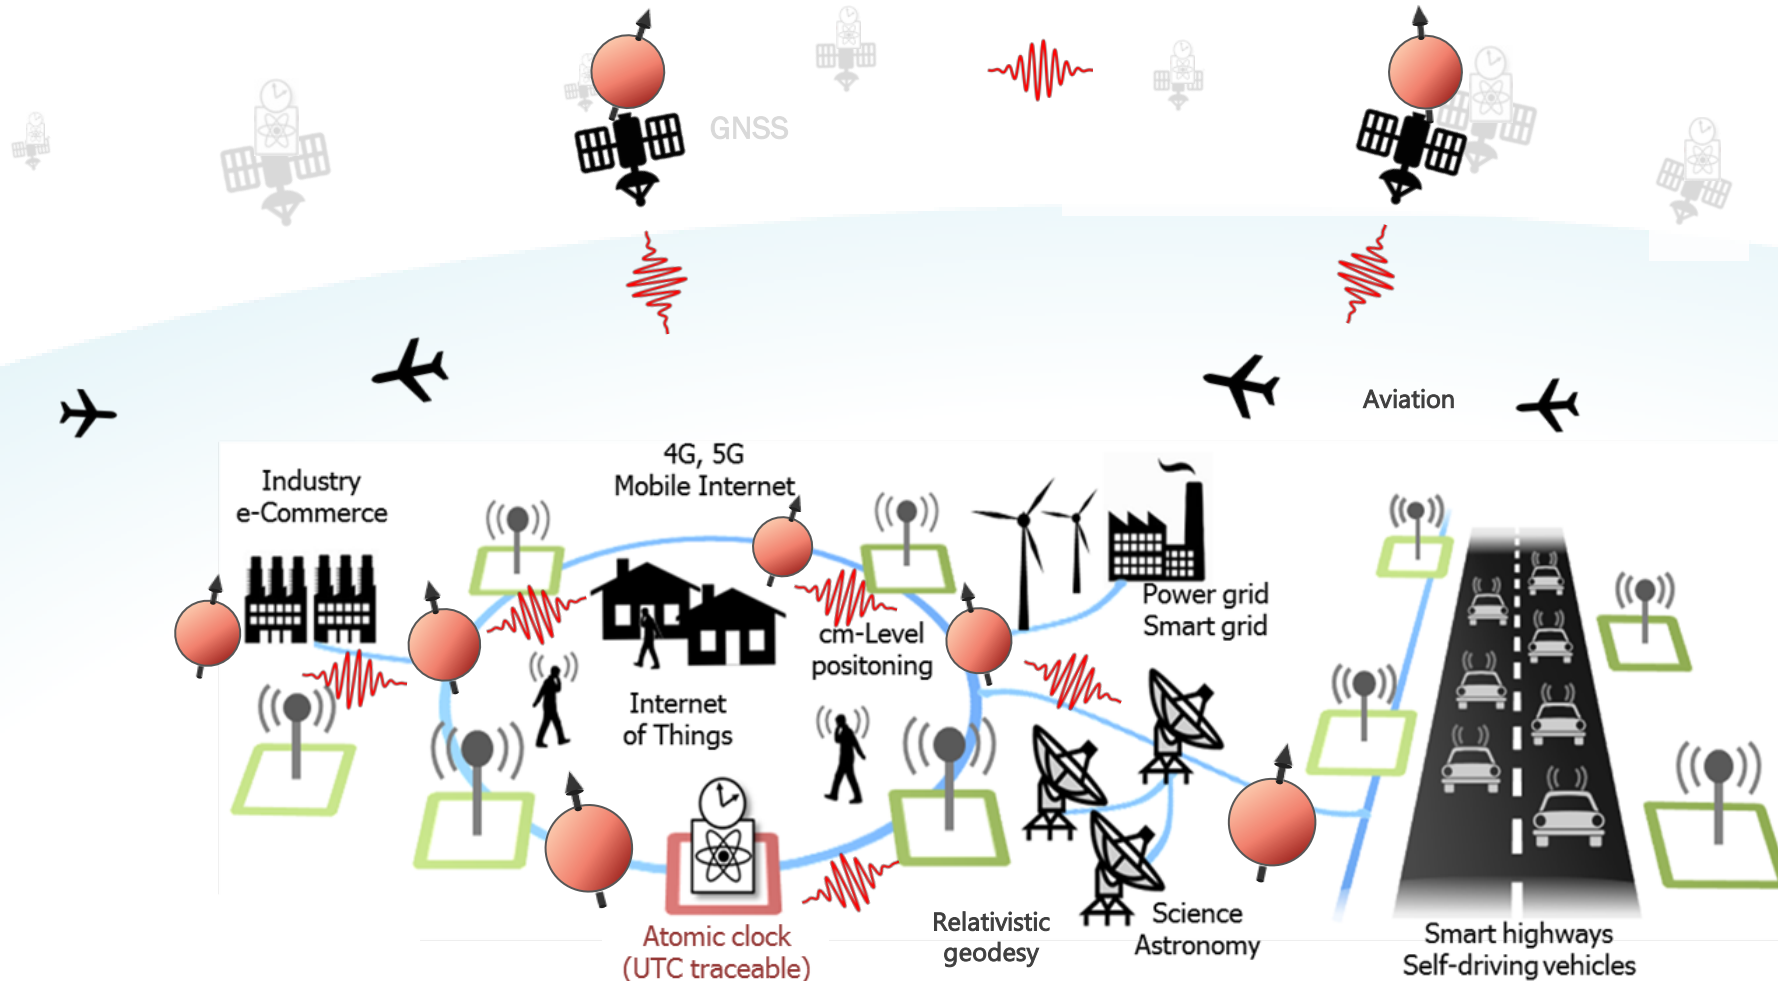 GNSS
Aviation
4G, 5G
Mobile Internet
Industry
e-Commerce
Power grid
Smart grid
cm-Level
positoning
Internet
of Things
Atomic clock
(UTC traceable)
Relativistic
geodesy
Science
Astronomy
Smart highways
Self-driving vehicles